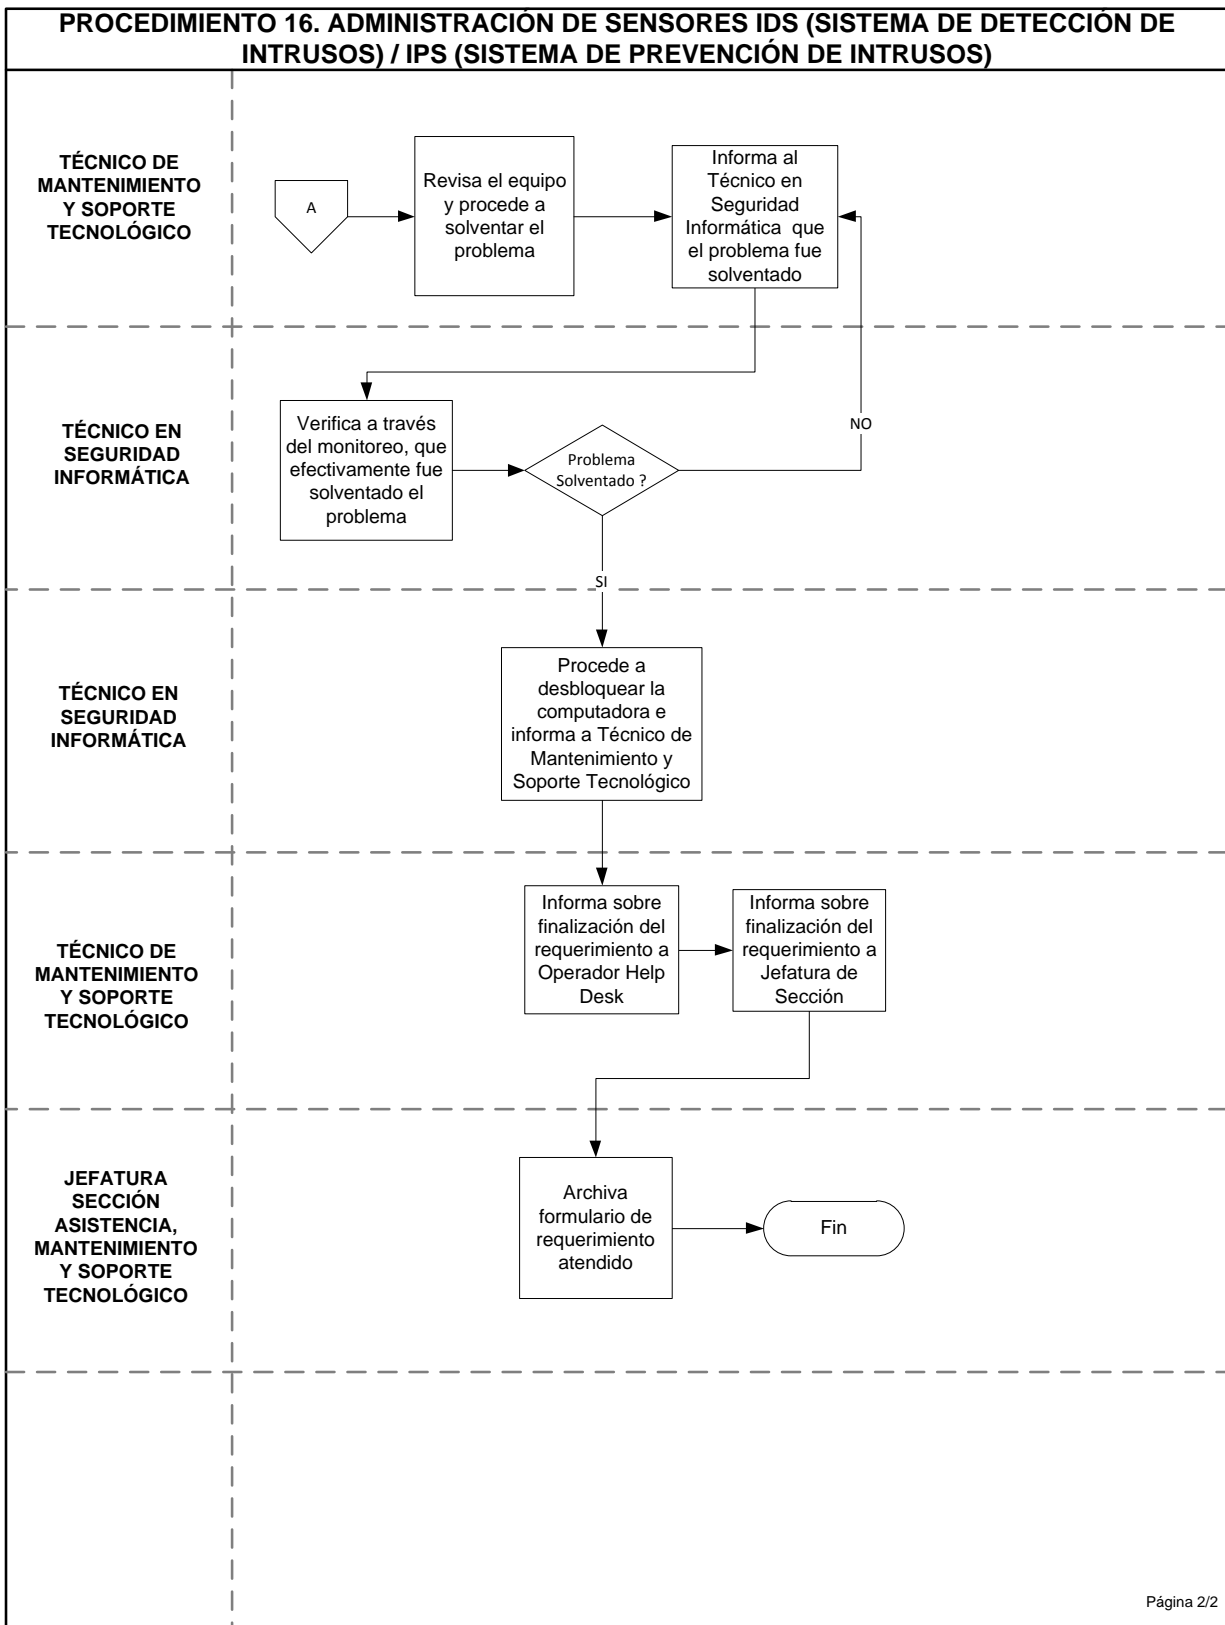 PROCEDIMIENTO 16. ADMINISTRACIÓN DE SENSORES IDS (SISTEMA DE DETECCIÓN DE
INTRUSOS) / IPS (SISTEMA DE PREVENCIÓN DE INTRUSOS)
TÉCNICO DE
MANTENIMIENTO
Y SOPORTE
TECNOLÓGICO
A
Revisa el equipo
y procede a
solventar el
problema
Informa al
Técnico en
Seguridad
Informática que
el problema fue
solventado
TÉCNICO EN
SEGURIDAD
INFORMÁTICA
Verifica a través
del monitoreo, que
efectivamente fue
solventado el
problema
Problema
Solventado ?
NO
SI
TÉCNICO EN
SEGURIDAD
INFORMÁTICA
Procede a
desbloquear la
computadora e
informa a Técnico de
Mantenimiento y
Soporte Tecnológico
TÉCNICO DE
MANTENIMIENTO
Y SOPORTE
TECNOLÓGICO
Informa sobre
finalización del
requerimiento a
Operador Help
Desk
Informa sobre
finalización del
requerimiento a
Jefatura de
Sección
JEFATURA
SECCIÓN
ASISTENCIA,
MANTENIMIENTO
Y SOPORTE
TECNOLÓGICO
Archiva
formulario de
requerimiento
atendido
Fin
Página 2/2